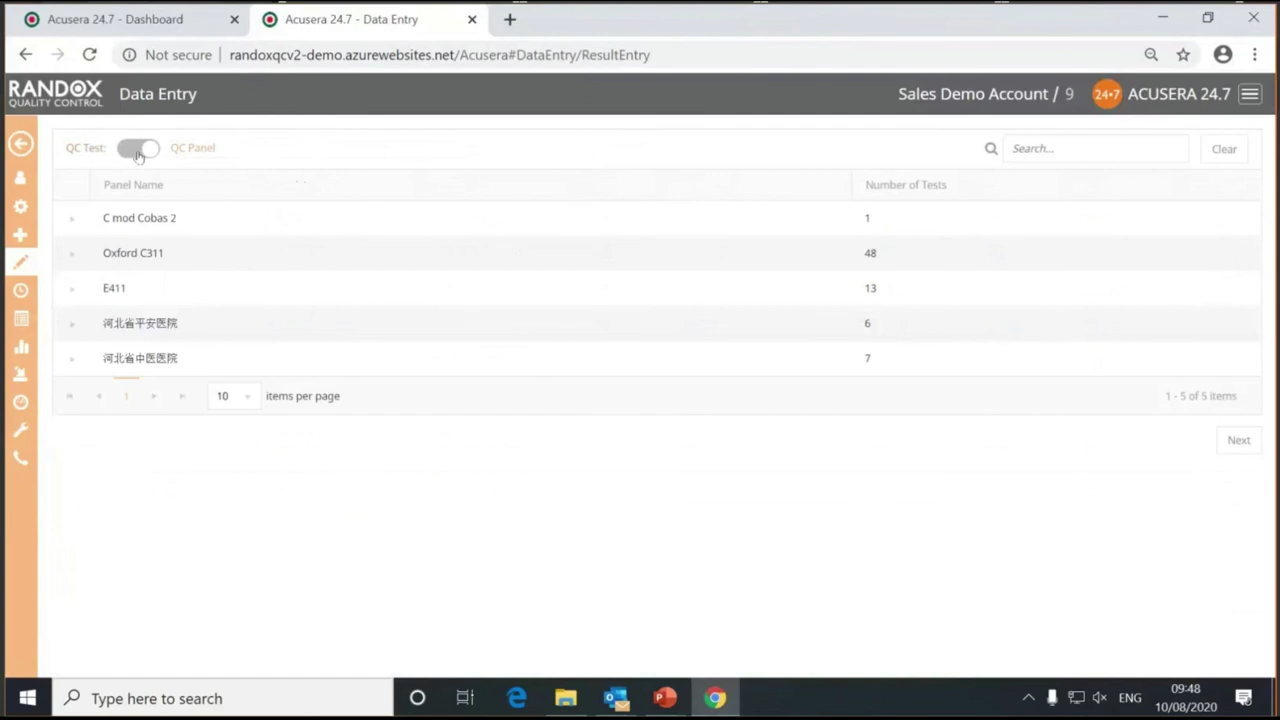 Acusera 24.7 - Dashboard
Acusera 24.7 - Data Entry
Not secure | randoxqcv2-demo.azurewebsites.net/Acusera#DataEntry/ResultEntry
RANDOX
QUALITY CONTROL
Data Entry
Sales Demo Account / 9
24•7
ACUSERA 24.7
QC Test:
QC Panel
Search...
Clear
Panel Name
Number of Tests
C mod Cobas 2
1
Oxford C311
48
E411
13
河北省平安医院
6
河北省中医医院
7
1
10
items per page
1 - 5 of 5 items
Next
Type here to search
ENG
09:48
10/08/2020